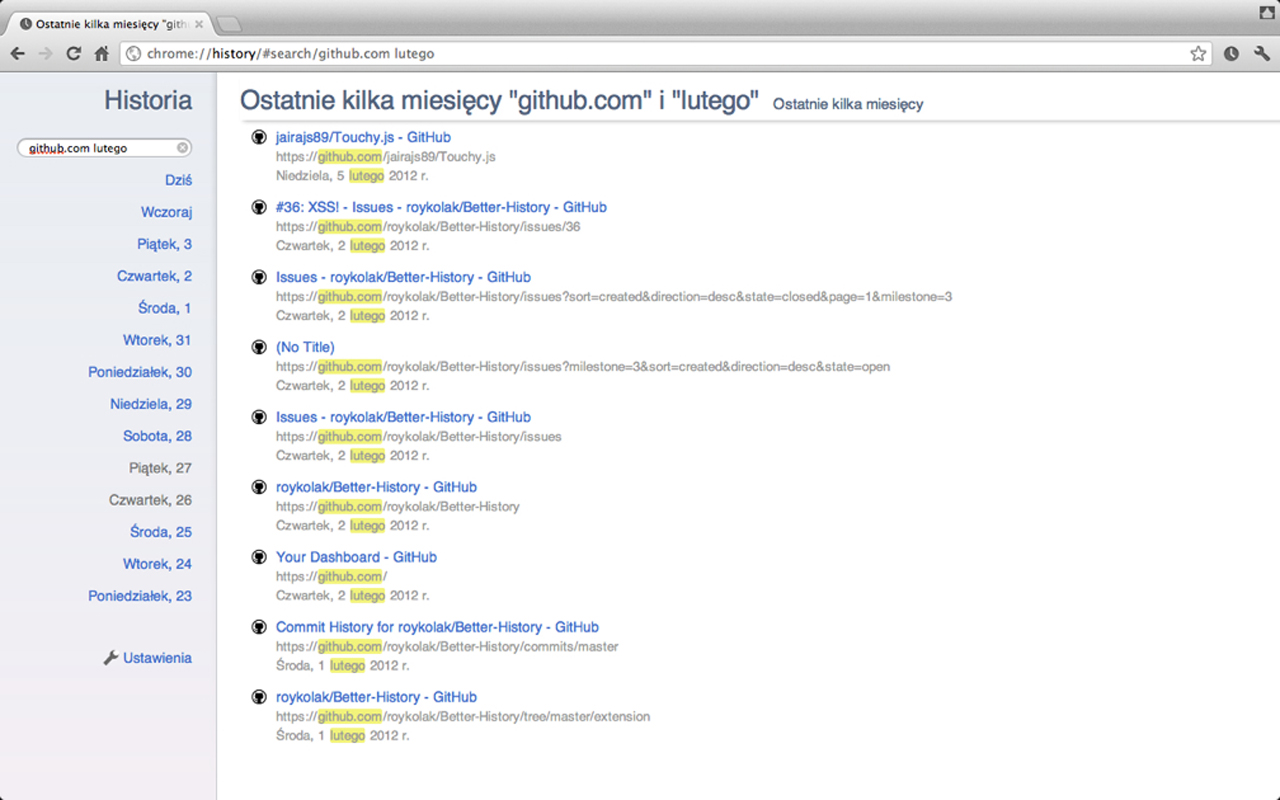 Ostatnie kilka miesięcy "gith
chrome://history/#search/github.com lutego
Historia
github.com lutego
Dziś
Wczoraj
Piątek, 3
Czwartek, 2
Środa, 1
Wtorek, 31
Poniedziałek, 30
Niedziela, 29
Sobota, 28
Piątek, 27
Czwartek, 26
Środa, 25
Wtorek, 24
Poniedziałek, 23
Ustawienia
Ostatnie kilka miesięcy "github.com" i "lutego" Ostatnie kilka miesięcy
jairajs89/Touchy.js - GitHub
https://github.com/jairajs89/Touchy.js
Niedziela, 5 lutego 2012 r.
#36: XSS! - Issues - roykolak/Better-History - GitHub
https://github.com/roykolak/Better-History/issues/36
Czwartek, 2 lutego 2012 r.
Issues - roykolak/Better-History - GitHub
https://github.com/roykolak/Better-History/issues?sort=created&direction=desc&state=closed&page=1&milestone=3
Czwartek, 2 lutego 2012 r.
(No Title)
https://github.com/roykolak/Better-History/issues?milestone=3&sort=created&direction=desc&state=open
Czwartek, 2 lutego 2012 r.
Issues - roykolak/Better-History - GitHub
https://github.com/roykolak/Better-History/issues
Czwartek, 2 lutego 2012 r.
roykolak/Better-History - GitHub
https://github.com/roykolak/Better-History
Czwartek, 2 lutego 2012 r.
Your Dashboard - GitHub
https://github.com/
Czwartek, 2 lutego 2012 r.
Commit History for roykolak/Better-History - GitHub
https://github.com/roykolak/Better-History/commits/master
Środa, 1 lutego 2012 r.
roykolak/Better-History - GitHub
https://github.com/roykolak/Better-History/tree/master/extension
Środa, 1 lutego 2012 r.